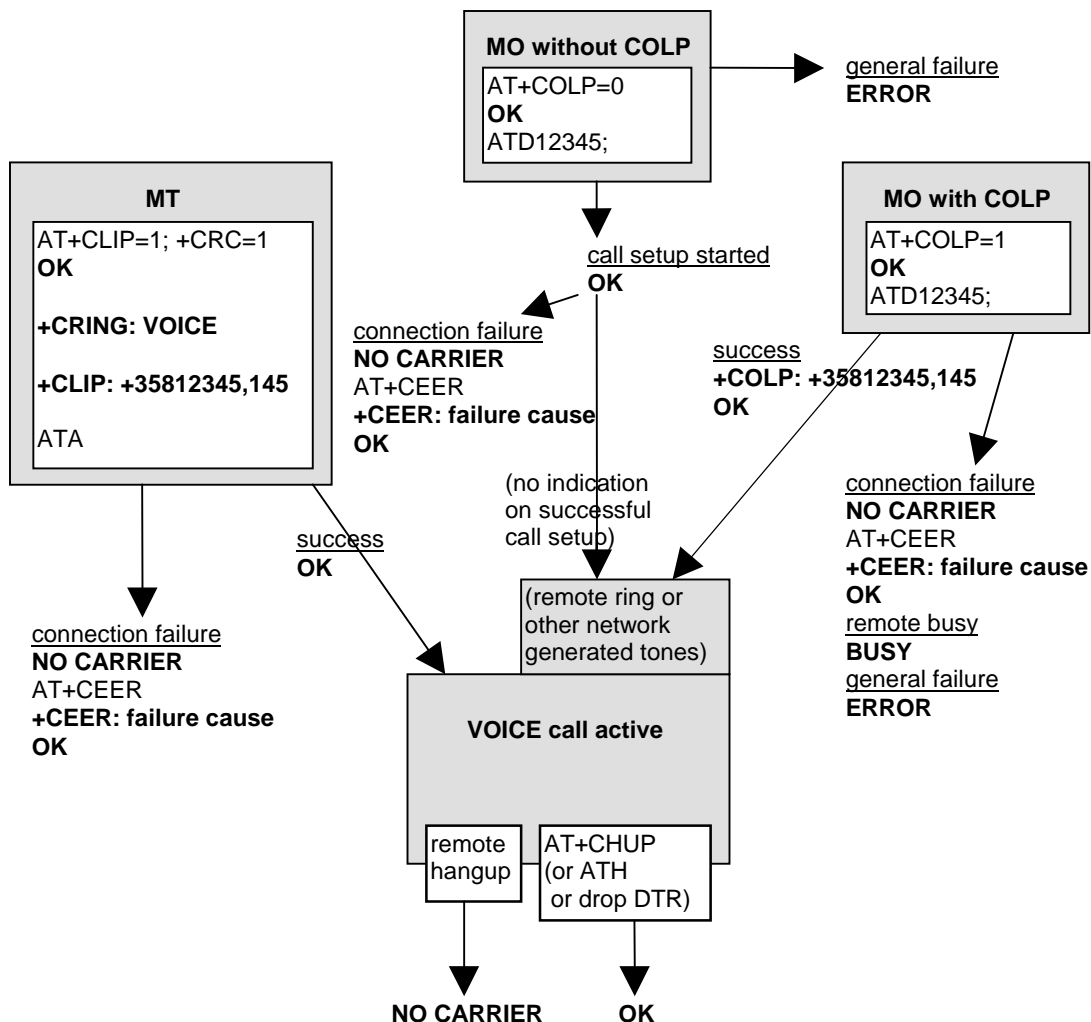 MO without COLP
AT+COLP=0
OK
ATD12345;
general failure
ERROR
MT
AT+CLIP=1; +CRC=1
OK
+CRING: VOICE
+CLIP: +35812345,145
ATA
MO with COLP
AT+COLP=1
OK
ATD12345;
call setup started
OK
connection failure
NO CARRIER
AT+CEER
+CEER: failure cause
OK
success
+COLP: +35812345,145
OK
(no indication
on successful
call setup)
success
OK
connection failure
NO CARRIER
AT+CEER
+CEER: failure cause
OK
remote busy
BUSY
general failure
ERROR
connection failure
NO CARRIER
AT+CEER
+CEER: failure cause
OK
(remote ring or
other network
generated tones)
VOICE call active
remote
hangup
AT+CHUP
(or ATH
or drop DTR)
NO CARRIER
OK